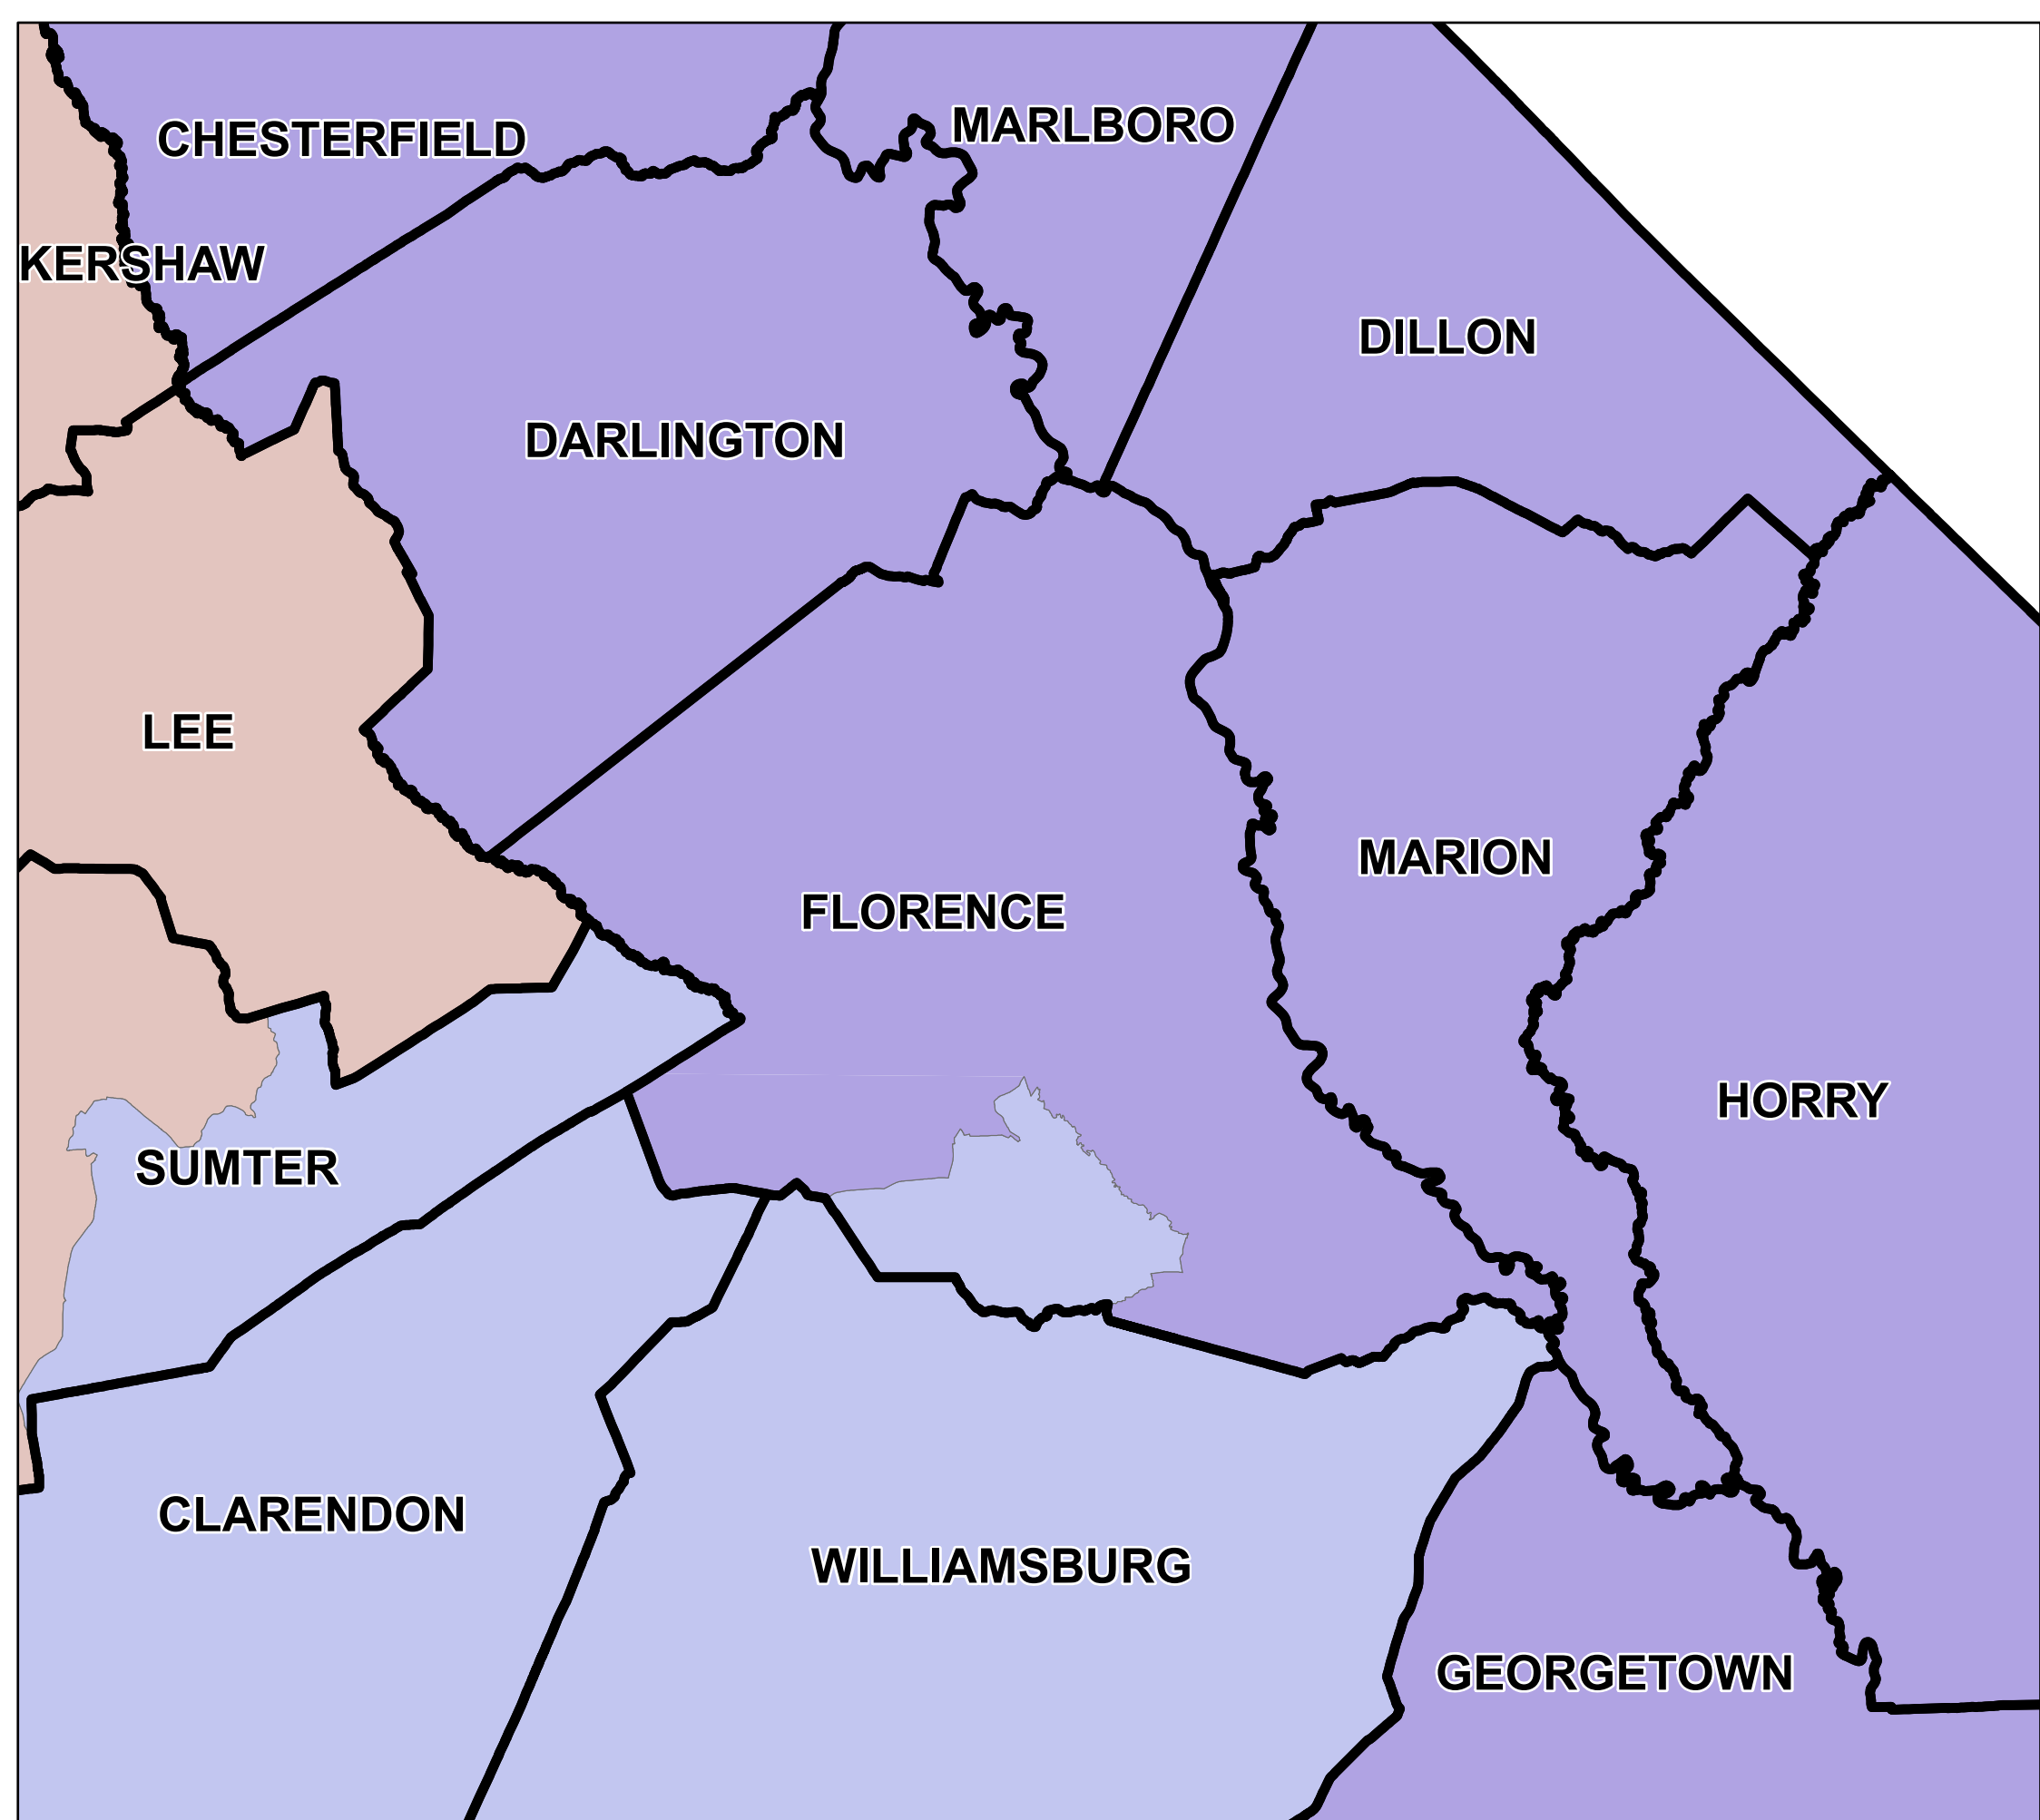 MARLBORO
CHESTERFIELD
KERSHAW
DILLON
DARLINGTON
LEE
MARION
FLORENCE
HORRY
SUMTER
CLARENDON
WILLIAMSBURG
GEORGETOWN